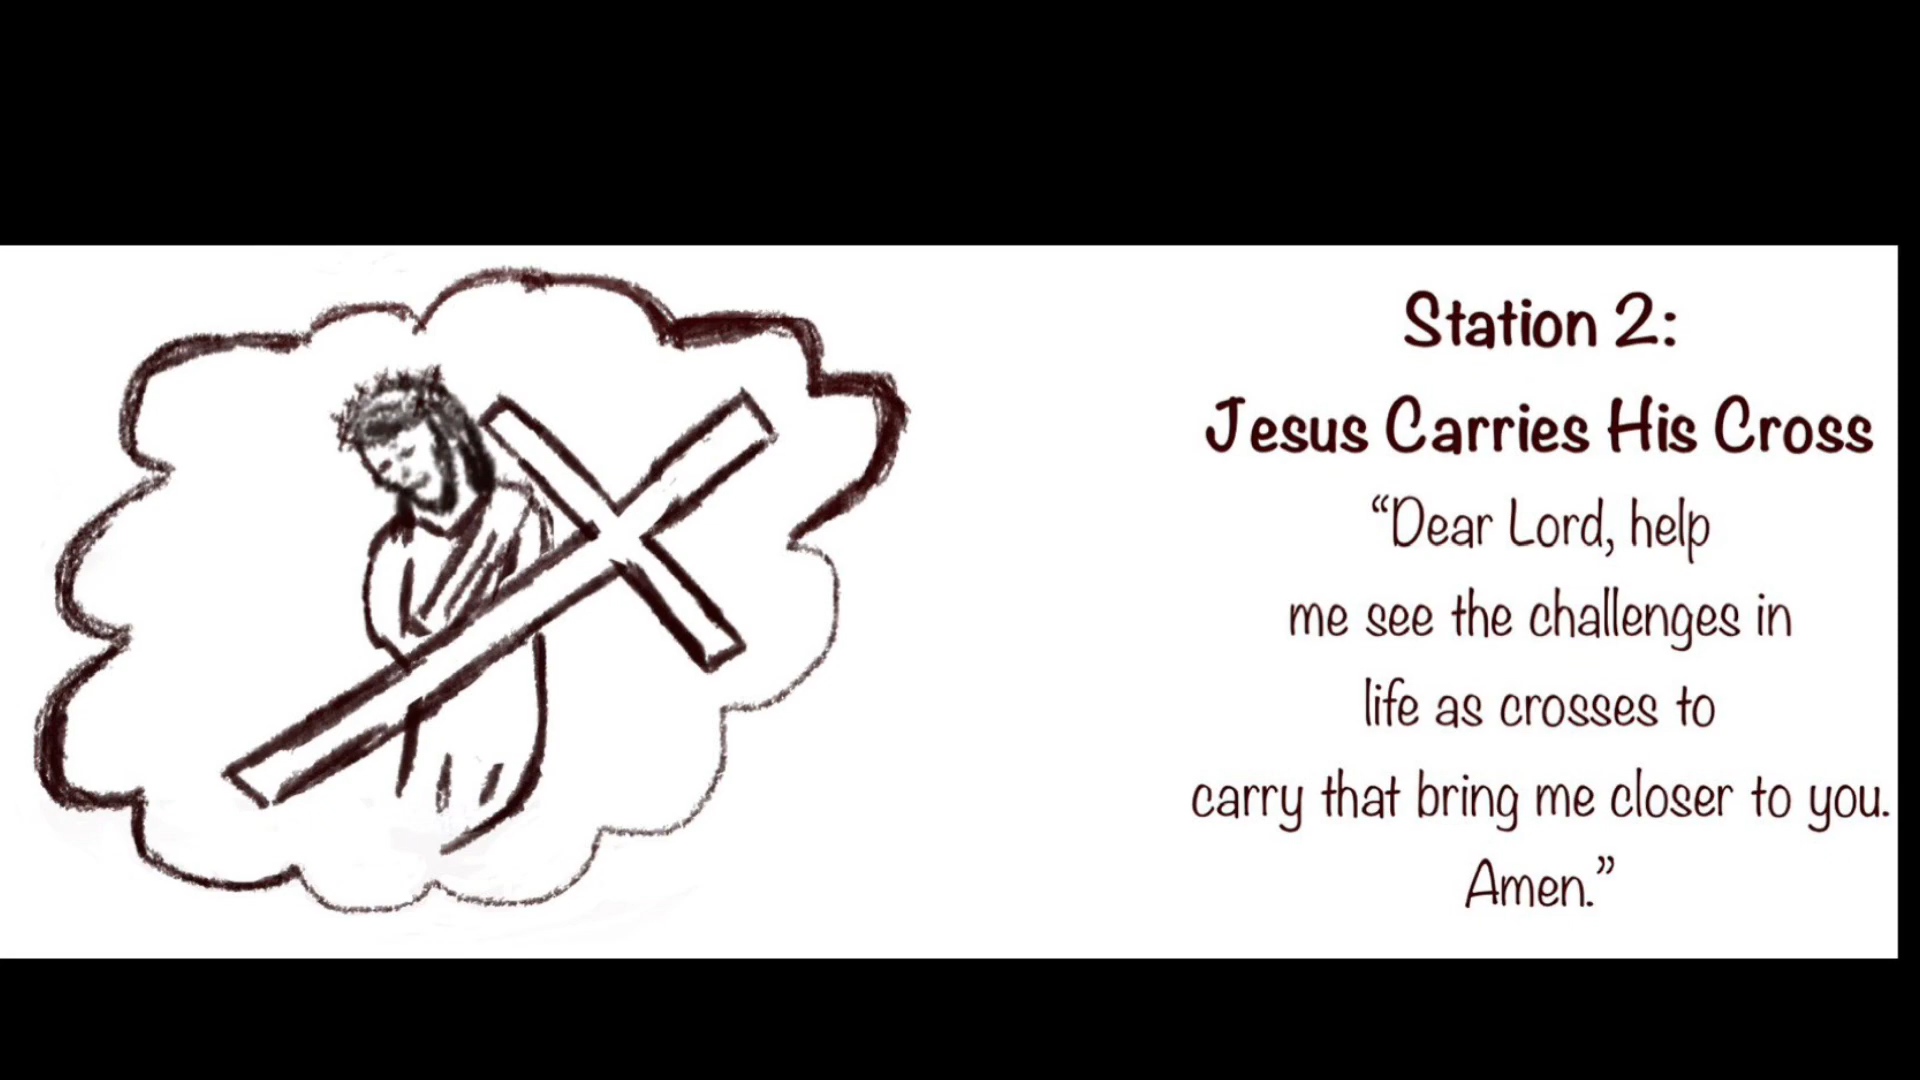 Station 2:
Jesus Carries His Cross
“Dear Lord, help
me see the challenges in
life as crosses to
carry that bring me closer to you.
Amen.”